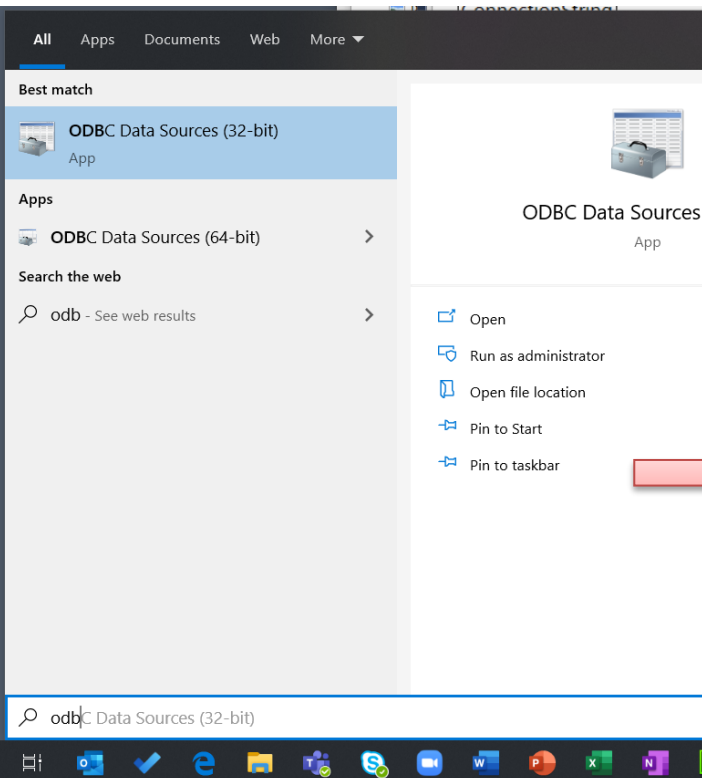 [ConnectionString]
All Apps Documents Web More
Best match
ODBC Data Sources (32-bit)
App
Apps
ODBC Data Sources (64-bit)
Search the web
odb - See web results
ODBC Data Sources
App
Open
Run as administrator
Open file location
Pin to Start
Pin to taskbar
odbC Data Sources (32-bit)